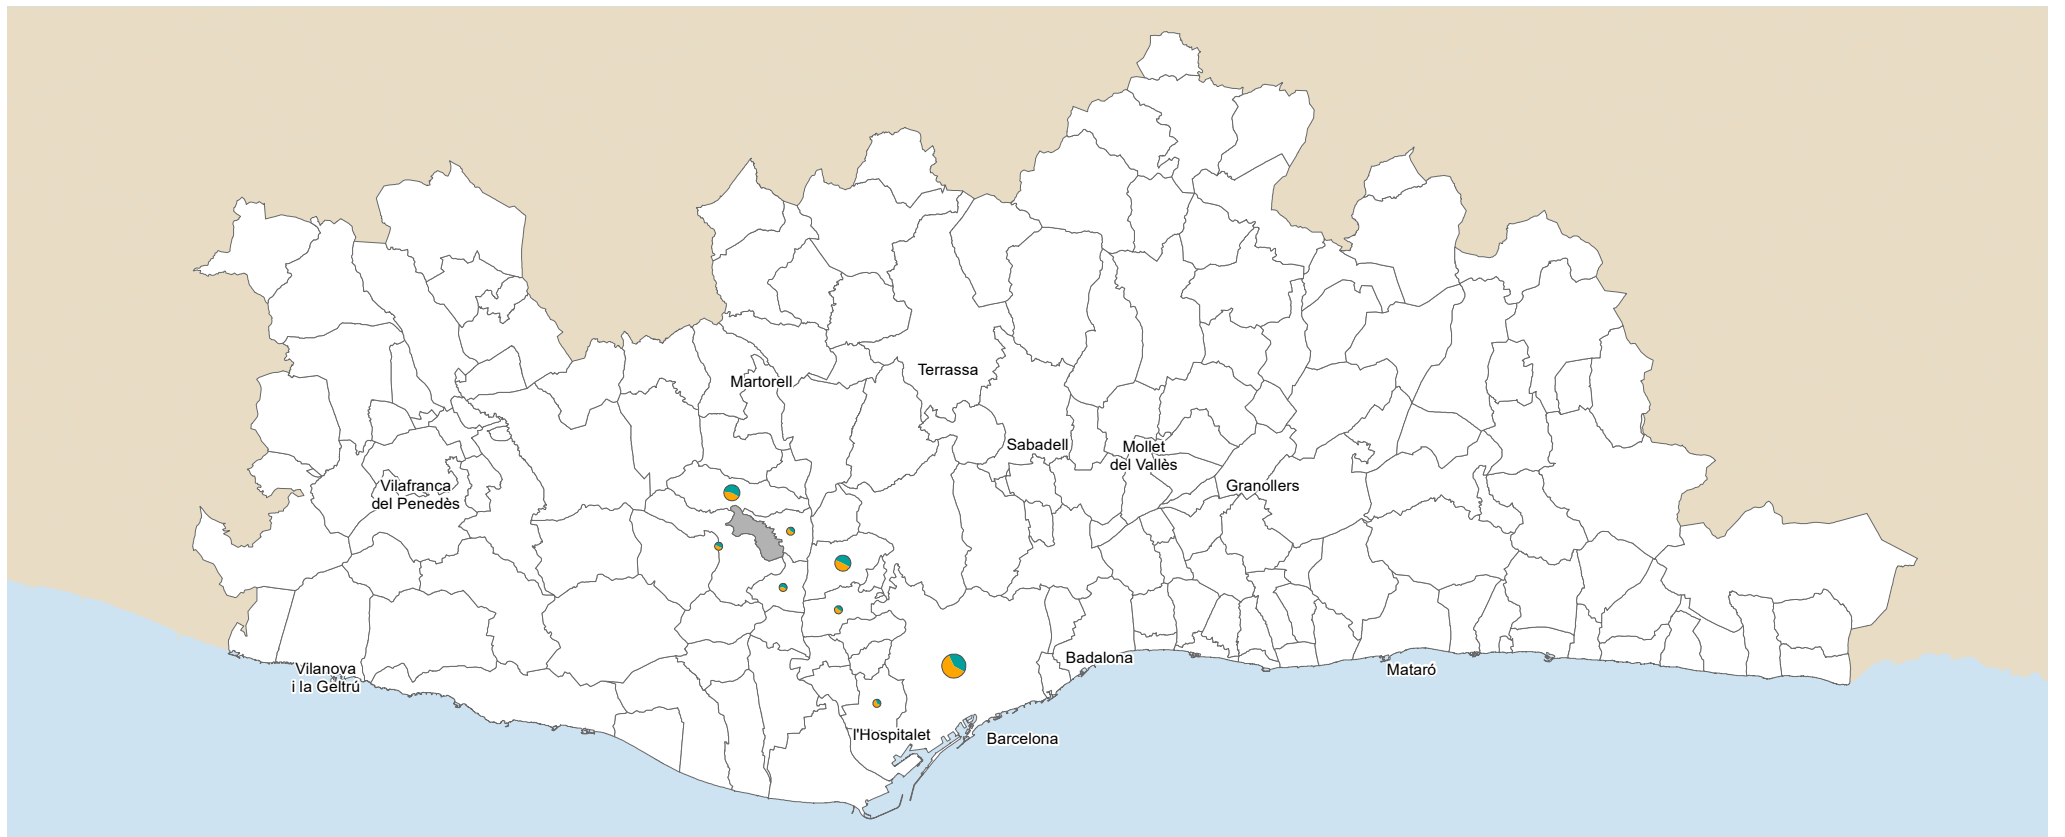 Terrassa
Martorell
Sabadell
Mollet
del Vallès
Vilafranca
del Penedès
Granollers
Badalona
Vilanova
i la Geltrú
Mataró
l'Hospitalet
Barcelona